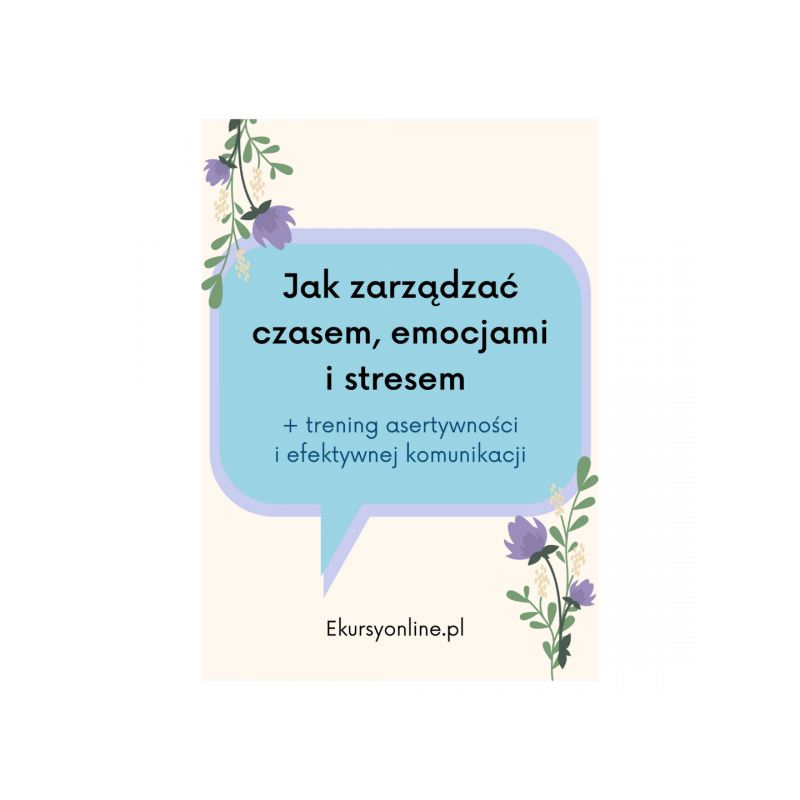 Jak zarządzać
czasem, emocjami
i stresem
+ trening asertywności
i efektywnej komunikacji
Ekursyonline.pl